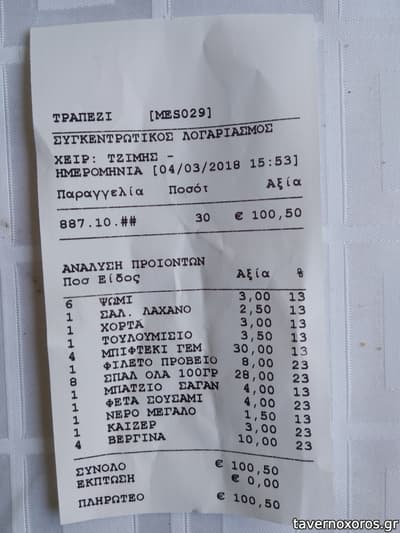 ΤΡΑΠΕΖΙ [MES029]
ΣΥΓΚΕΝΤΡΩΤΙΚΟΣ ΛΟΓΑΡΙΑΣΜΟΣ
ΧΕΙΡ: ΤΖΙΜΗΣ -
ΗΜΕΡΟΜΗΝΙΑ [04/03/2018 15:53]
Παραγγελία Ποσότ Αξία
887.10.## 30 € 100,50
ΑΝΑΛΥΣΗ ΠΡΟΙΟΝΤΩΝ
Ποσ Είδος Αξία %
6 ΨΩΜΙ 3,00 13
1 ΣΑΛ. ΛΑΧΑΝΟ 2,50 13
1 ΧΟΡΤΑ 3,00 13
1 ΤΟΥΛΟΥΜΙΣΙΟ 3,50 13
4 ΜΠΙΦΤΕΚΙ ΓΕΜ 30,00 13
1 ΦΙΛΕΤΟ ΠΡΟΒΕΙΟ 8,00 23
8 ΣΠΑΛ ΟΛΑ 100ΓΡ 28,00 23
1 ΜΠΑΤΖΙΟ ΣΑΓΑΝ 4,00 13
1 ΦΕΤΑ ΣΟΥΣΑΜΙ 4,00 23
1 ΝΕΡΟ ΜΕΓΑΛΟ 1,50 13
1 ΚΑΙΖΕΡ 3,00 23
4 ΒΕΡΓΙΝΑ 10,00 23
ΣΥΝΟΛΟ € 100,50
ΕΚΠΤΩΣΗ € 0,00
ΠΛΗΡΩΤΕΟ € 100,50
tavernoxoros.gr